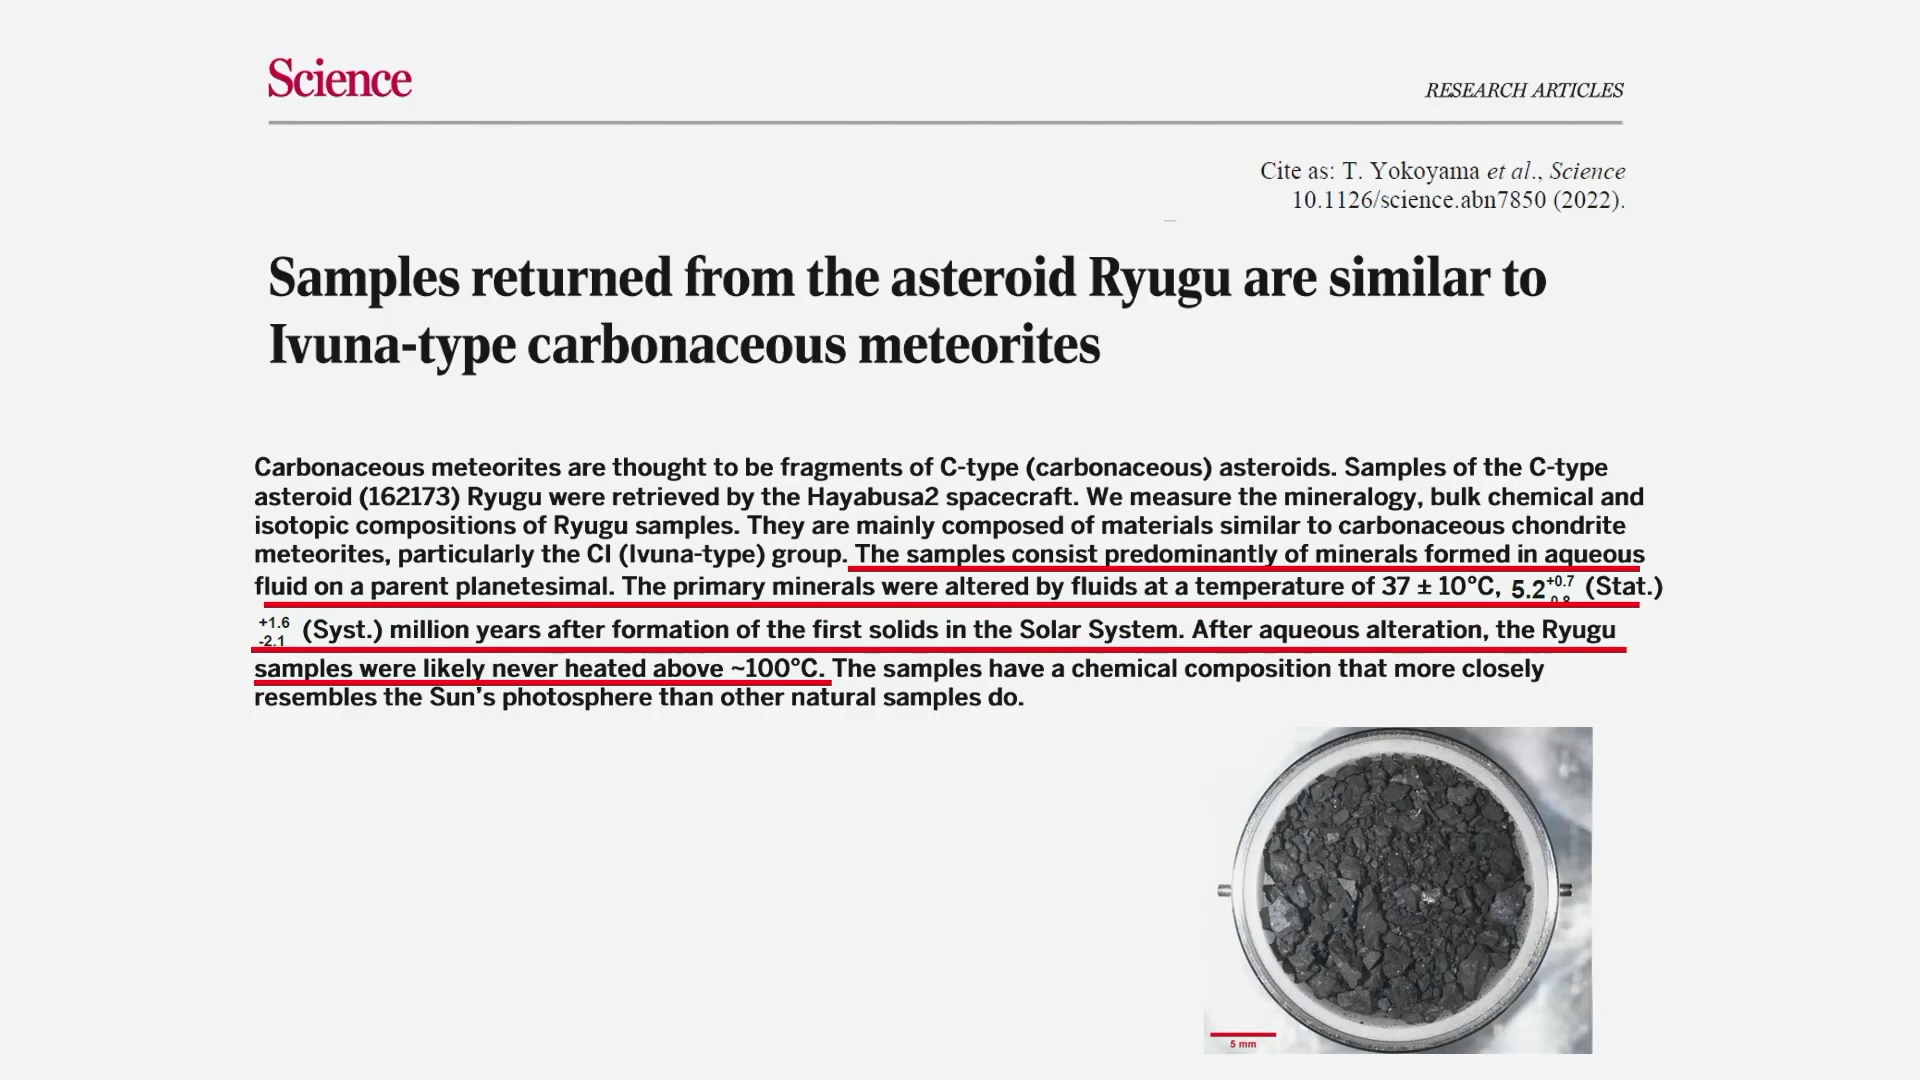 Science
RESEARCH ARTICLES
Cite as: T. Yokoyama et al., Science
10.1126/science.abn7850 (2022).
Samples returned from the asteroid Ryugu are similar to
Ivuna-type carbonaceous meteorites
Carbonaceous meteorites are thought to be fragments of C-type (carbonaceous) asteroids. Samples of the C-type
asteroid (162173) Ryugu were retrieved by the Hayabusa2 spacecraft. We measure the mineralogy, bulk chemical and
isotopic compositions of Ryugu samples. They are mainly composed of materials similar to carbonaceous chondrite
meteorites, particularly the CI (Ivuna-type) group. The samples consist predominantly of minerals formed in aqueous
fluid on a parent planetesimal. The primary minerals were altered by fluids at a temperature of 37 ± 10°C, 5.2 +0.7 -0.8 (Stat.)
+1.6 -2.1 (Syst.) million years after formation of the first solids in the Solar System. After aqueous alteration, the Ryugu
samples were likely never heated above ~100°C. The samples have a chemical composition that more closely
resembles the Sun's photosphere than other natural samples do.
5 mm